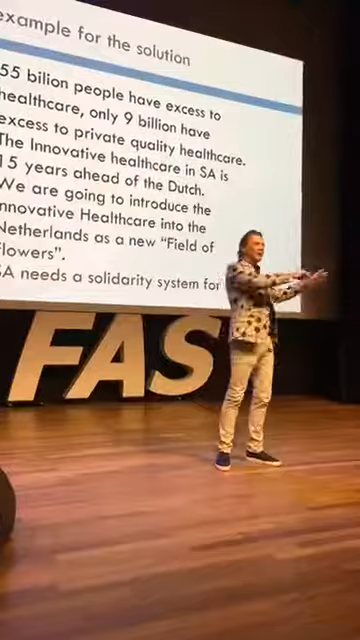 example for the solution
55 bilion people have excess to
healthcare, only 9 billion have
excess to private quality healthcare.
The Innovative healthcare in SA is
15 years ahead of the Dutch.
We are going to introduce the
nnovative Healthcare into the
Netherlands as a new “Field of
Flowers”.
SA needs a solidarity system for
FAS